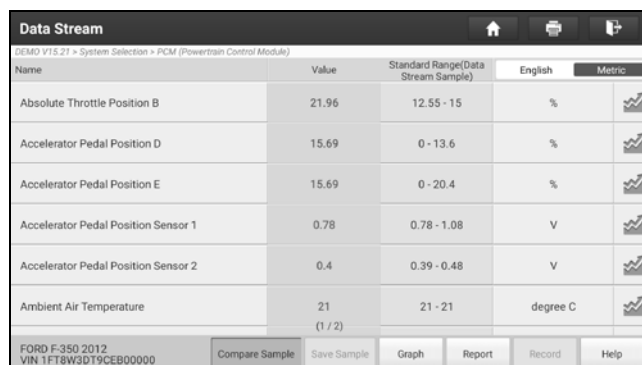 Data Stream
DEMO V15.21 > System Selection > PCM (Powertrain Control Module)
Name Value Standard Range(Data Stream Sample) English Metric
Absolute Throttle Position B 21.96 12.55 - 15 %
Accelerator Pedal Position D 15.69 0 - 13.6 %
Accelerator Pedal Position E 15.69 0 - 20.4 %
Accelerator Pedal Position Sensor 1 0.78 0.78 - 1.08 V
Accelerator Pedal Position Sensor 2 0.4 0.39 - 0.48 V
Ambient Air Temperature 21 21 - 21 degree C
(1 / 2)
FORD F-350 2012
VIN 1FT8W3DT9CEB00000
Compare Sample Save Sample Graph Report Record Help